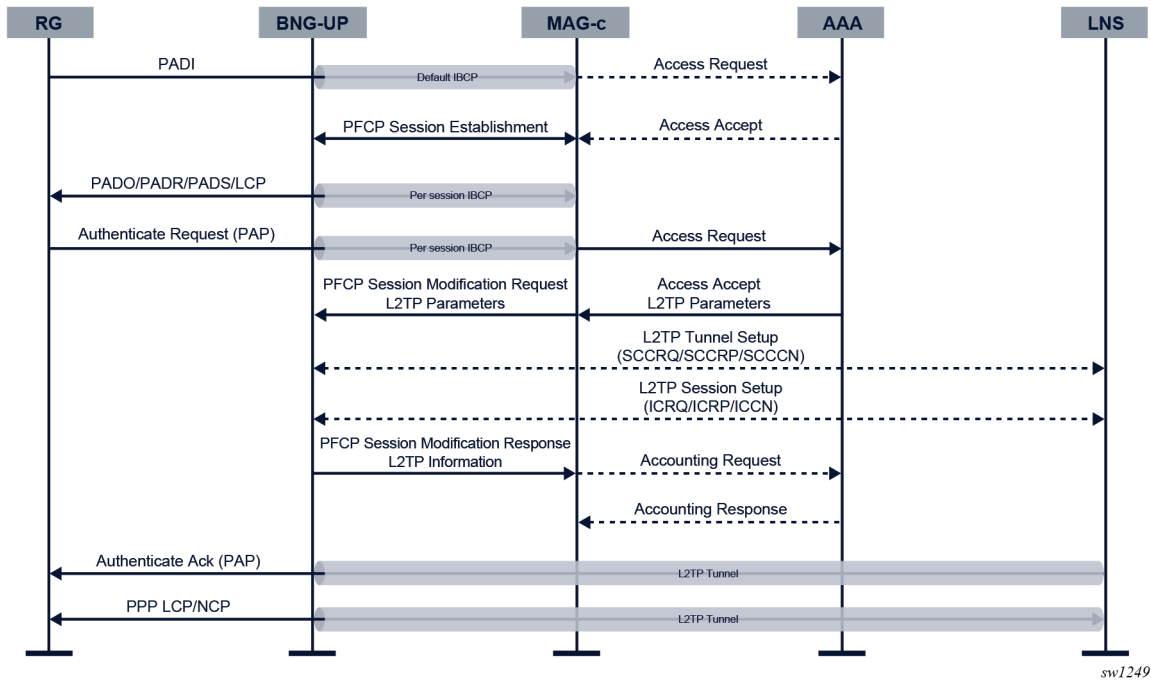 RG
BNG-UP
MAG-c
AAA
LNS
PADI
Default IBCP
Access Request
PFCP Session Establishment
Access Accept
PADO/PADR/PADS/LCP
Per session IBCP
Authenticate Request (PAP)
Per session IBCP
Access Request
PFCP Session Modification Request
L2TP Parameters
Access Accept
L2TP Parameters
L2TP Tunnel Setup
(SCCRQ/SCCRP/SCCCN)
L2TP Session Setup
(ICRQ/ICRP/ICCN)
PFCP Session Modification Response
L2TP Information
Accounting Request
Accounting Response
Authenticate Ack (PAP)
L2TP Tunnel
PPP LCP/NCP
L2TP Tunnel
sw1249